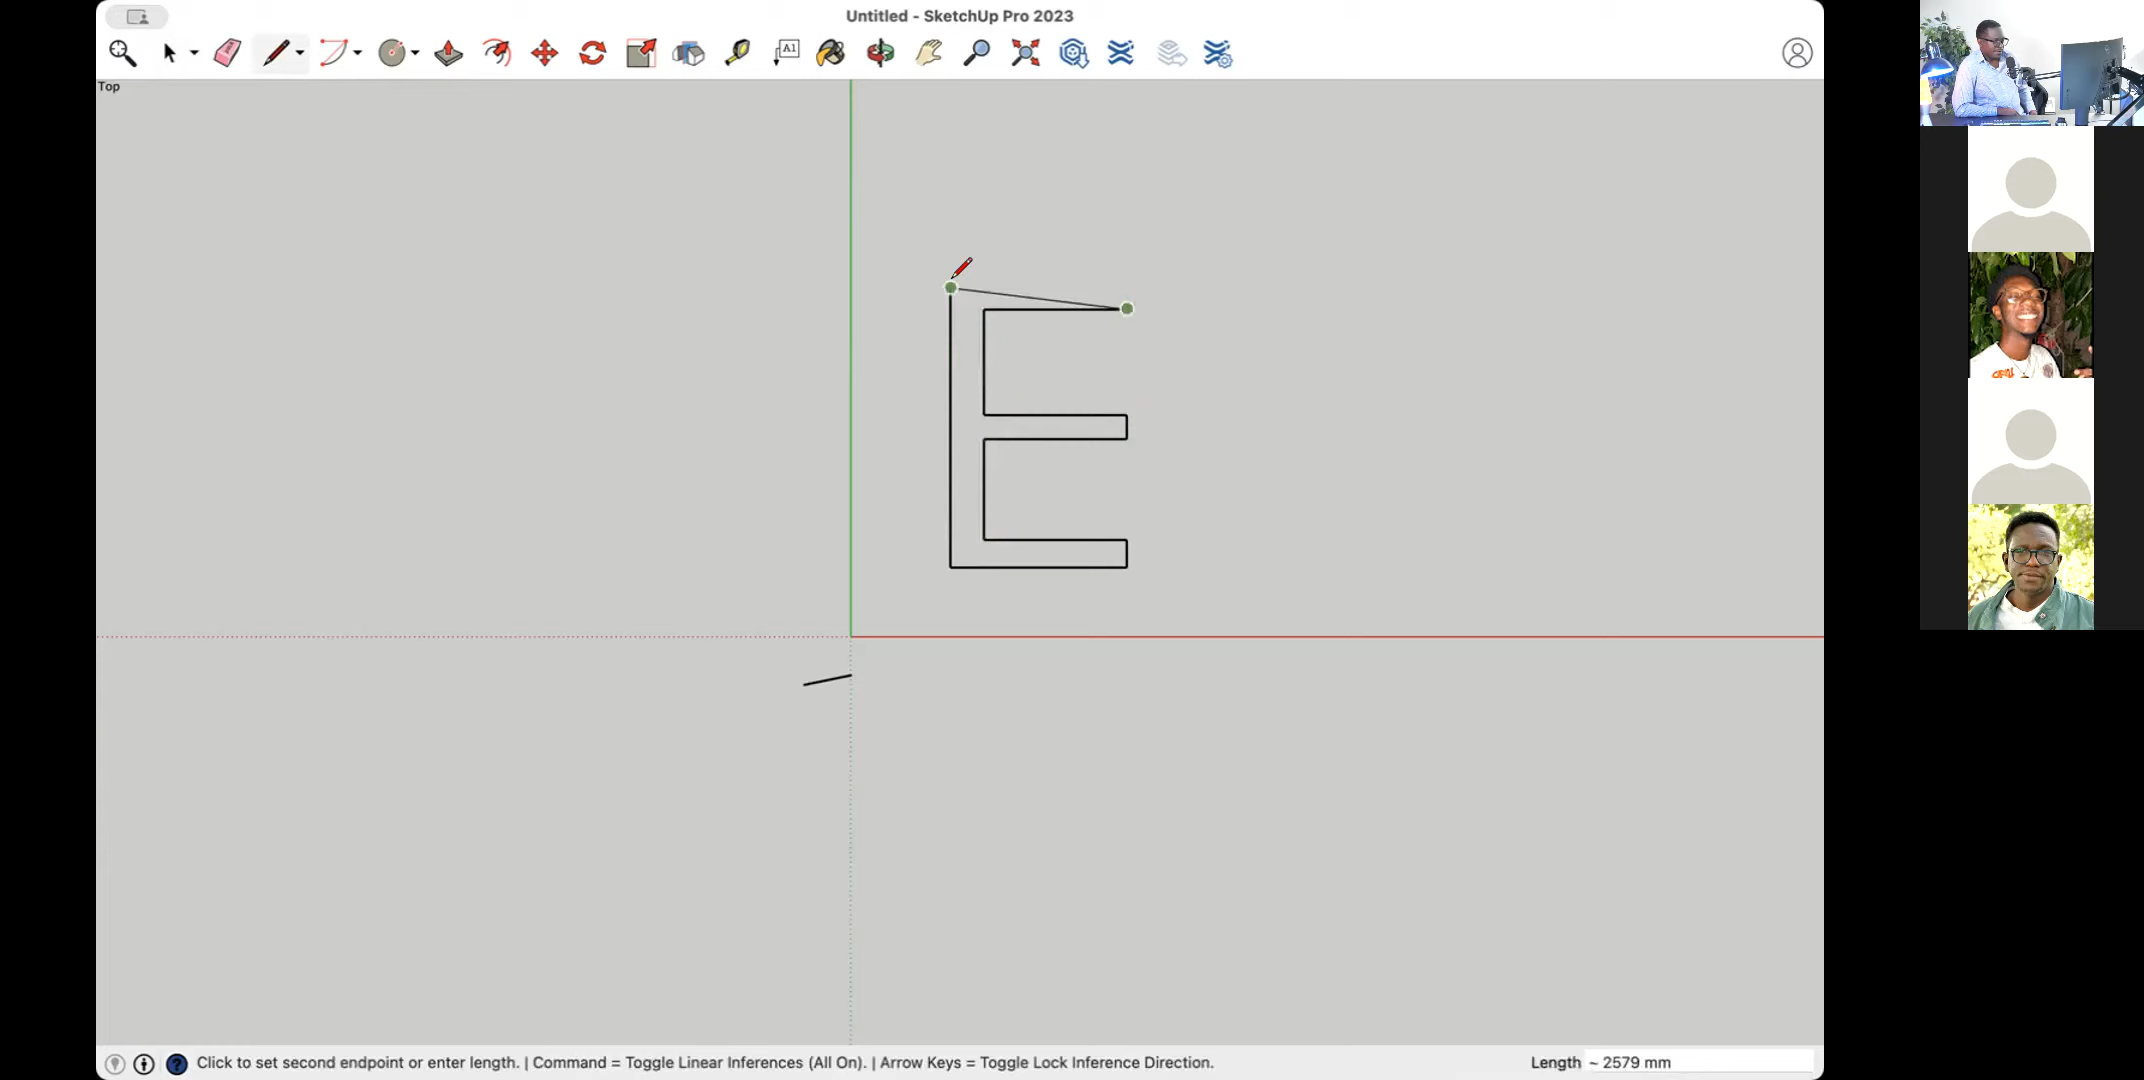 Untitled - SketchUp Pro 2023
A1
Top
Click to set second endpoint or enter length. | Command = Toggle Linear Inferences (All On). | Arrow Keys = Toggle Lock Inference Direction.
Length ~ 2579 mm